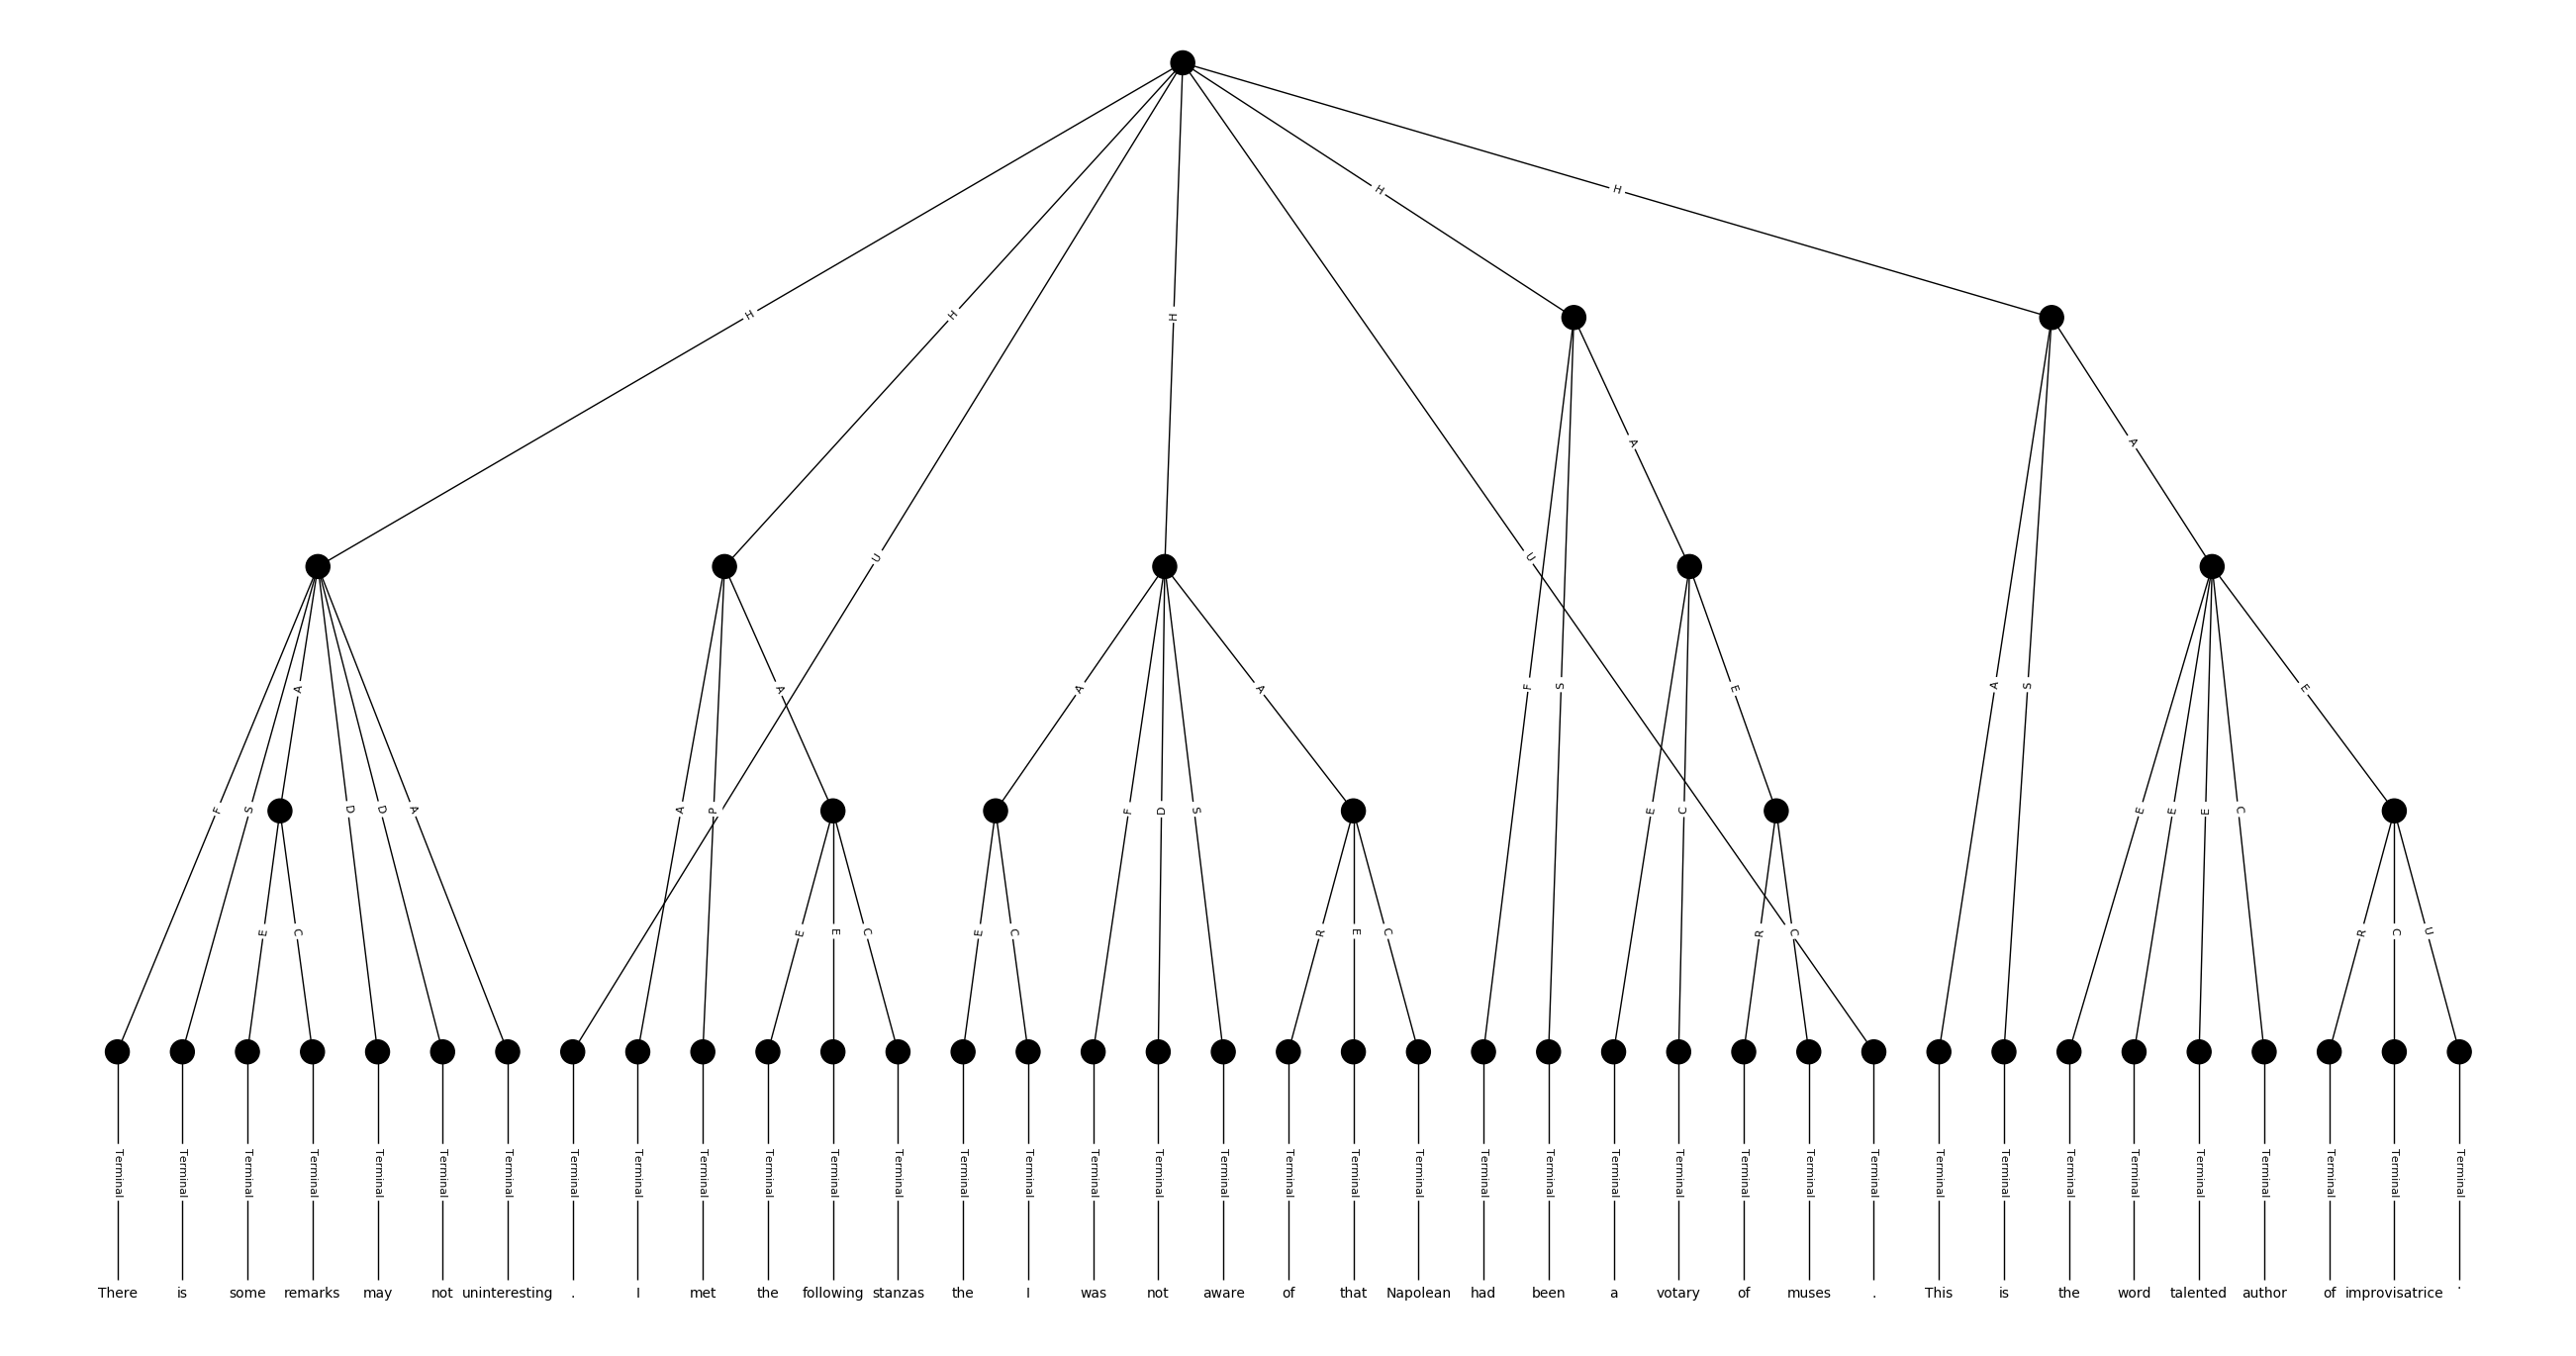 H
H H
H H
A
A
U U
A A A F S E A S E
F S D D A A P F D S E C E E E C
E C E E C E C R E C R C R C U
Terminal Terminal Terminal Terminal Terminal Terminal Terminal Terminal Terminal Terminal Terminal Terminal Terminal Terminal Terminal Terminal Terminal Terminal Terminal Terminal Terminal Terminal Terminal Terminal Terminal Terminal Terminal Terminal Terminal Terminal Terminal Terminal Terminal Terminal Terminal Terminal Terminal
There is some remarks may not uninteresting . I met the following stanzas the I was not aware of that Napolean had been a votary of muses . This is the word talented author of improvisatrice